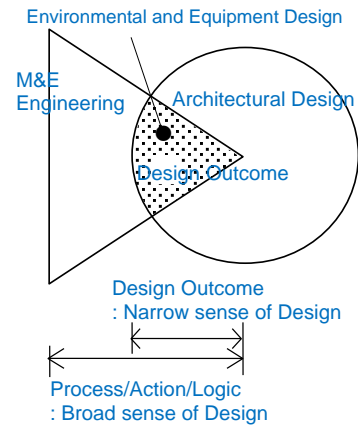 Environmental and Equipment Design
M&E
Engineering
Architectural Design
Design Outcome
Design Outcome
: Narrow sense of Design
Process/Action/Logic
: Broad sense of Design